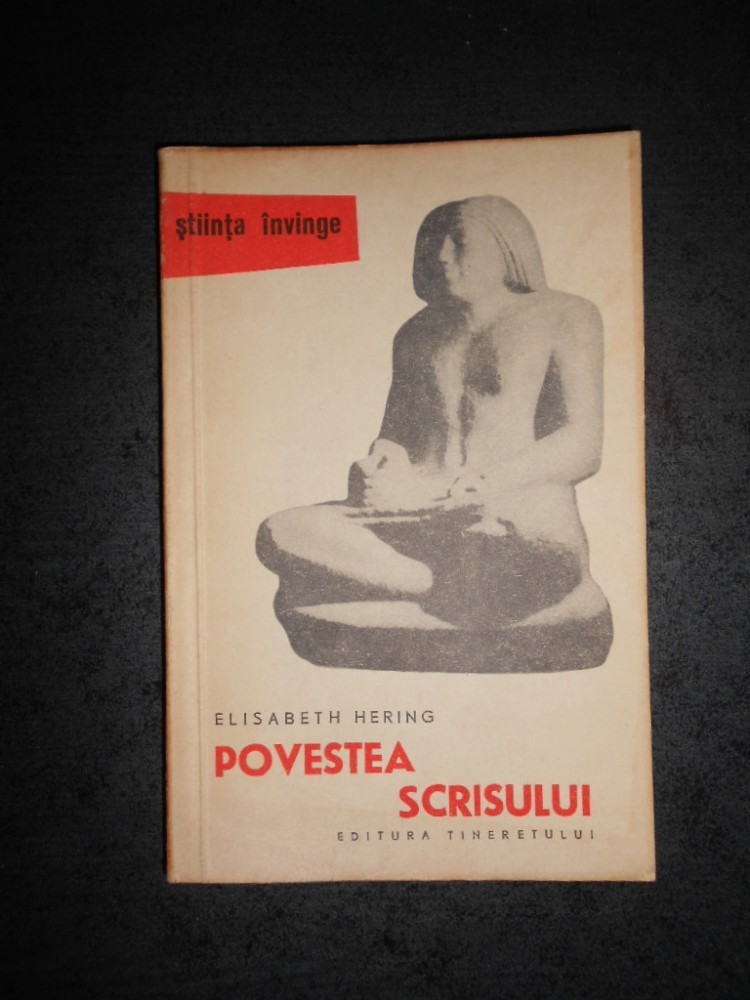 știința învinge
ELISABETH HERING
POVESTEA
SCRISULUI
EDITURA TINERETULUI